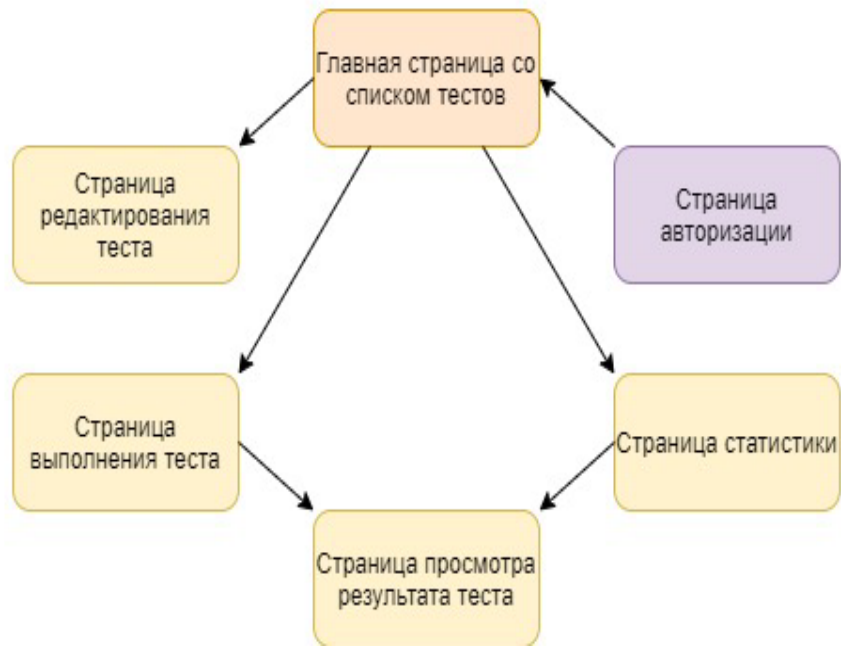 Главная страница со
списком тестов
Страница
редактирования
теста
Страница
авторизации
Страница
выполнения теста
Страница статистики
Страница просмотра
результата теста